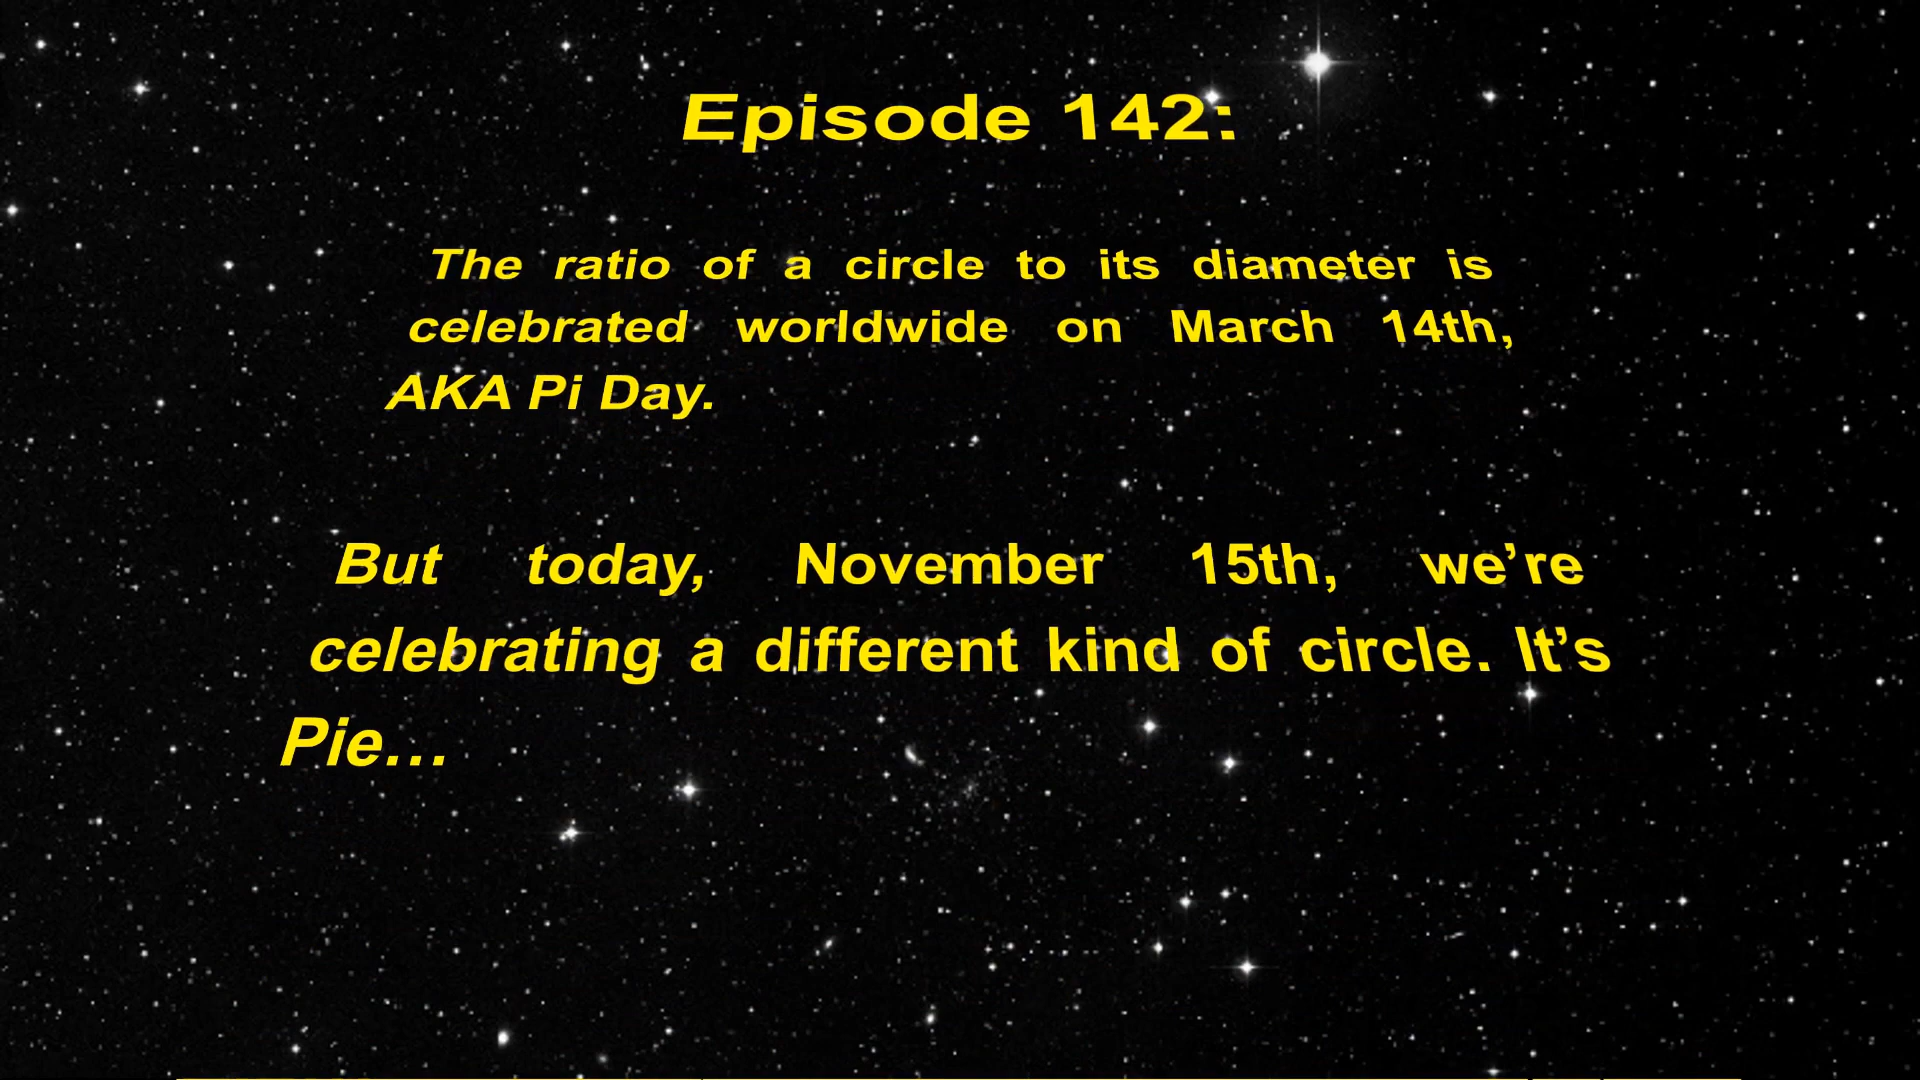 Episode 142:
The ratio of a circle to its diameter is
celebrated worldwide on March 14th,
AKA Pi Day.
But today, November 15th, we’re
celebrating a different kind of circle. It’s
Pie…